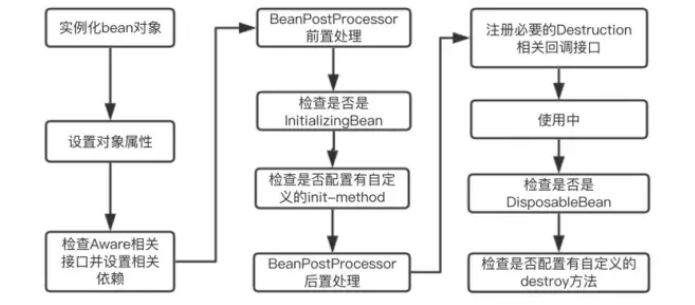 实例化bean对象
设置对象属性
检查Aware相关
接口并设置相关
依赖
BeanPostProcessor
前置处理
检查是否是
InitializingBean
检查是否配置有自定
义的init-method
BeanPostProcessor
后置处理
注册必要的Destruction
相关回调接口
使用中
检查是否是
DisposableBean
检查是否配置有自定义的
destroy方法